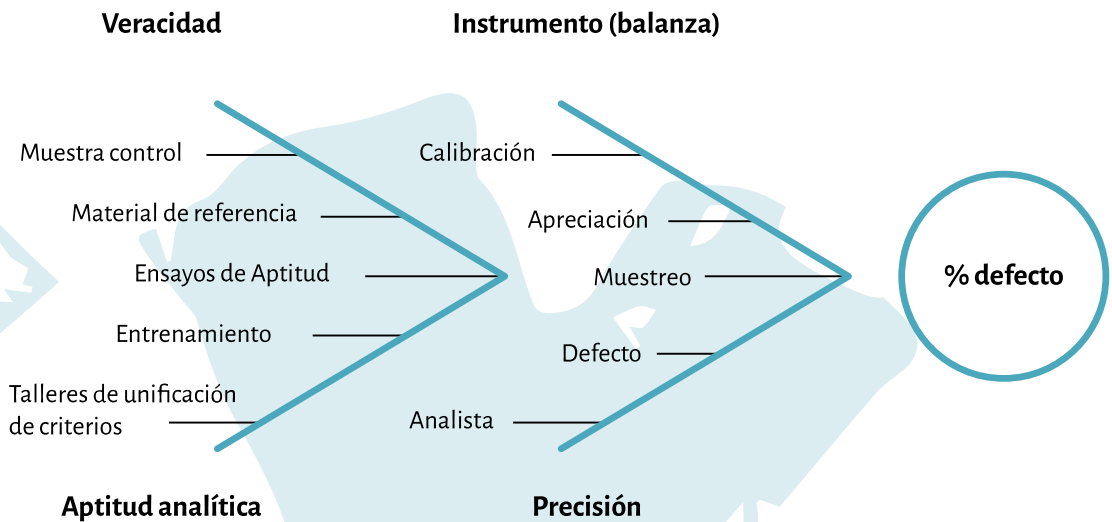 Veracidad
Instrumento (balanza)
Muestra control
Calibración
Material de referencia
Apreciación
Ensayos de Aptitud
Muestreo
% defecto
Entrenamiento
Defecto
Talleres de unificación
de criterios
Analista
Aptitud analítica
Precisión